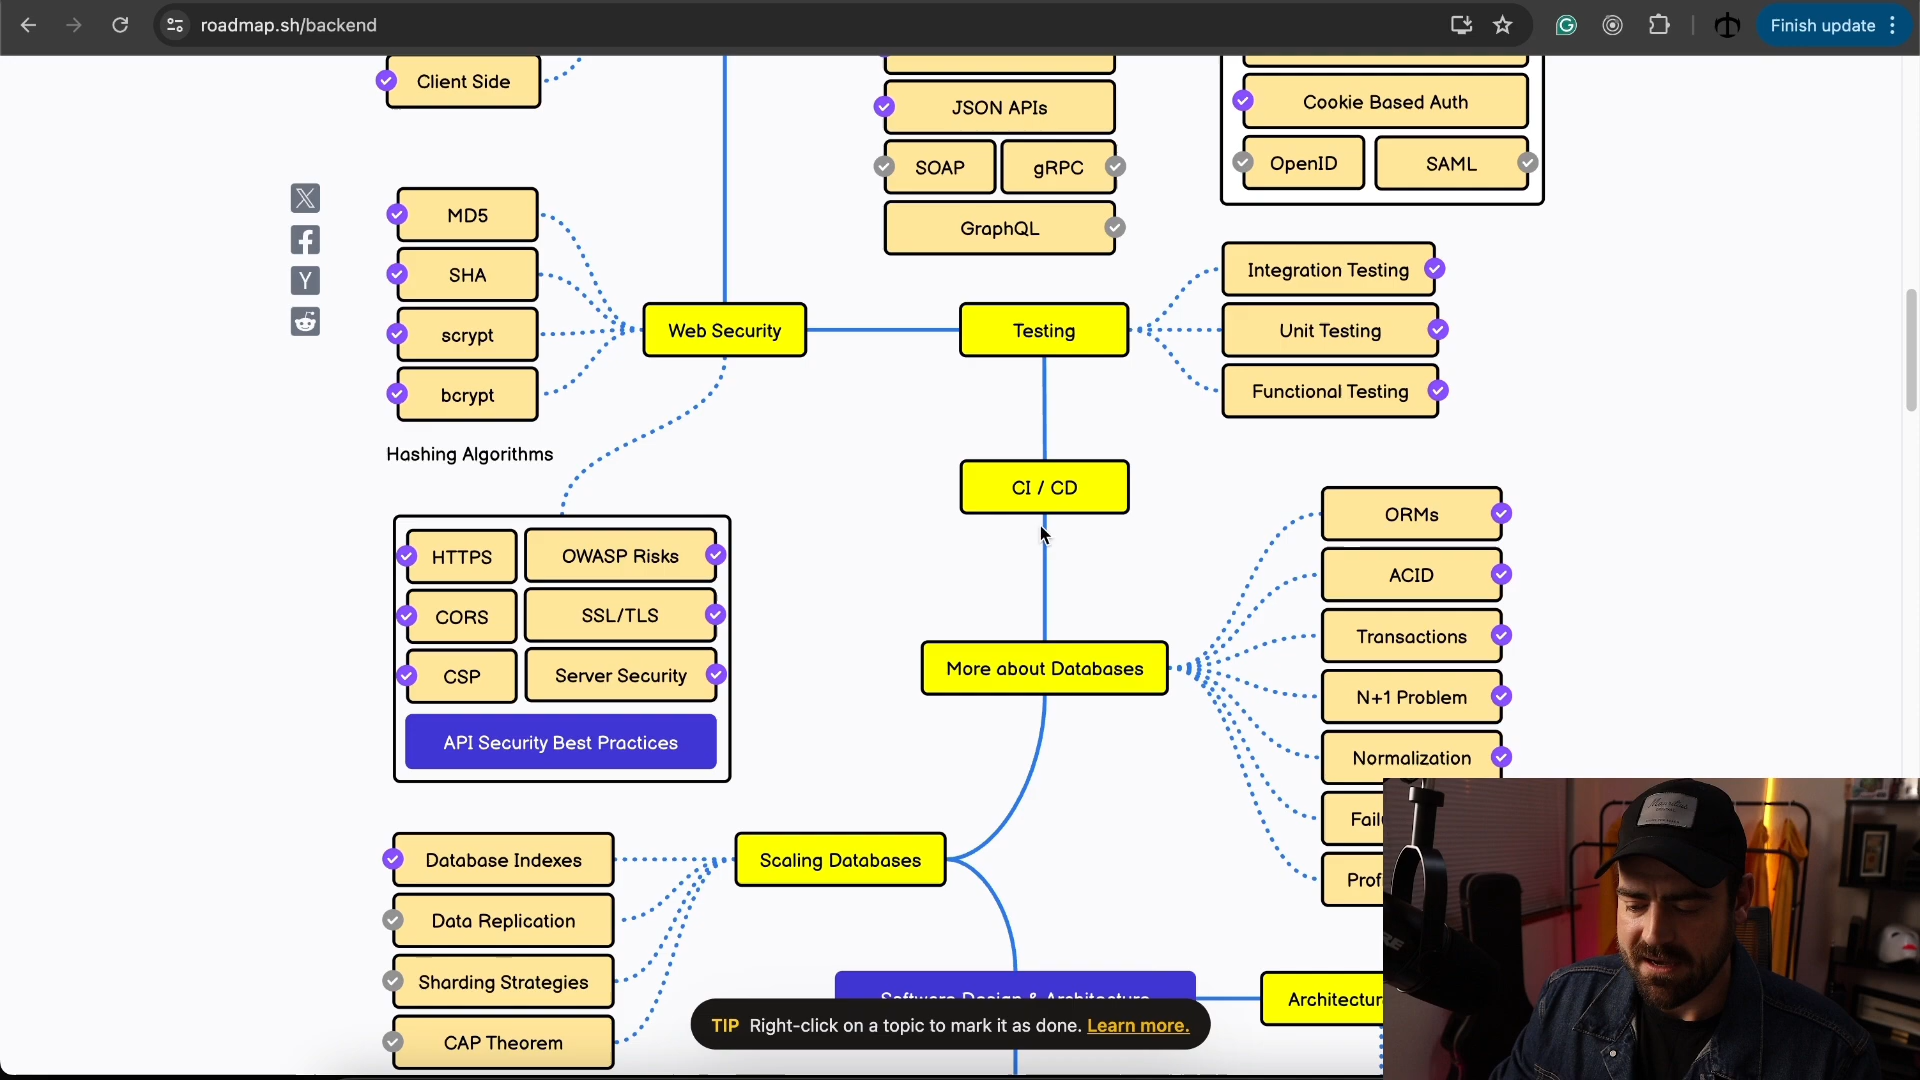 roadmap.sh/backend
Finish update
Client Side
JSON APIs
SOAP
gRPC
GraphQL
Cookie Based Auth
OpenID
SAML
MD5
SHA
scrypt
bcrypt
Hashing Algorithms
Web Security
Testing
Integration Testing
Unit Testing
Functional Testing
CI / CD
HTTPS
OWASP Risks
CORS
SSL/TLS
CSP
Server Security
API Security Best Practices
More about Databases
ORMs
ACID
Transactions
N+1 Problem
Normalization
Scaling Databases
Database Indexes
Data Replication
Sharding Strategies
CAP Theorem
Software Design & Architecture
TIP Right-click on a topic to mark it as done. Learn more.